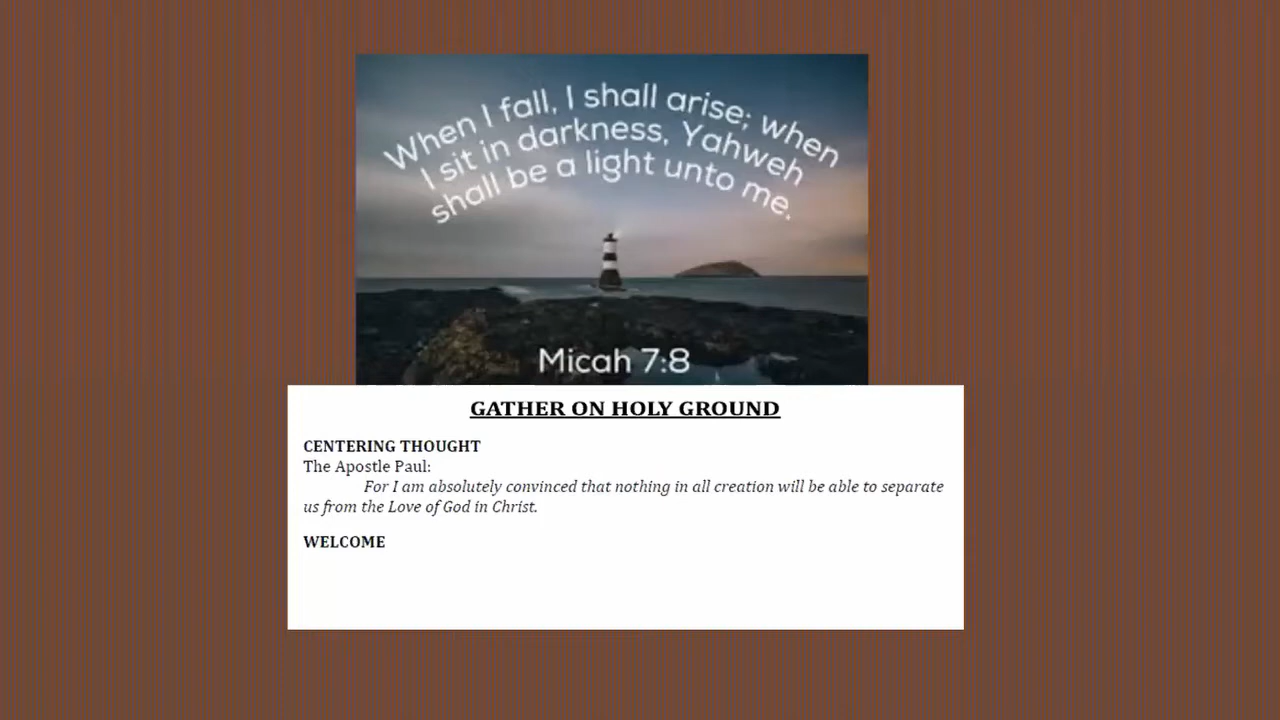 When I fall, I shall arise; when
I sit in darkness, Yahweh
shall be a light unto me.
Micah 7:8
GATHER ON HOLY GROUND
CENTERING THOUGHT
The Apostle Paul:
For I am absolutely convinced that nothing in all creation will be able to separate
us from the Love of God in Christ.
WELCOME